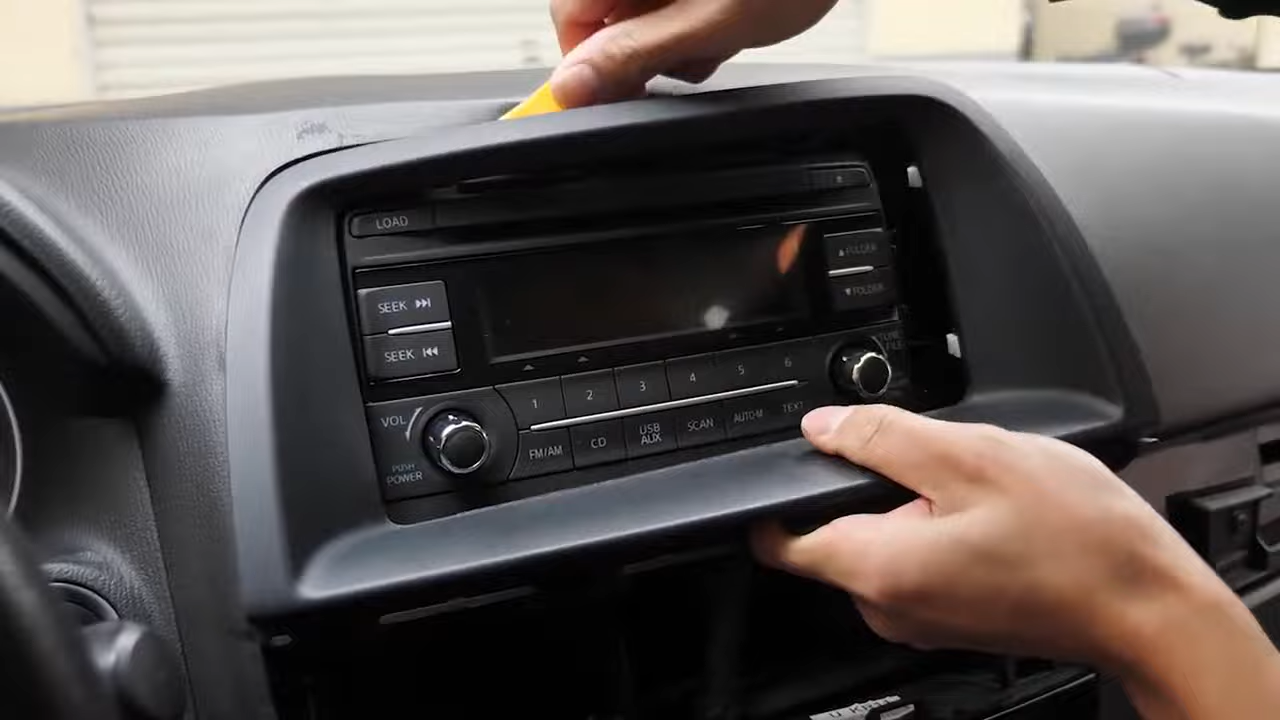 LOAD
▲ FOLDER
SEEK ⏭
▼ FOLDER
SEEK ⏮
1 2 3 4 5 6
VOL
FM/AM CD USB AUX SCAN AUTO-M TEXT
PUSH
POWER